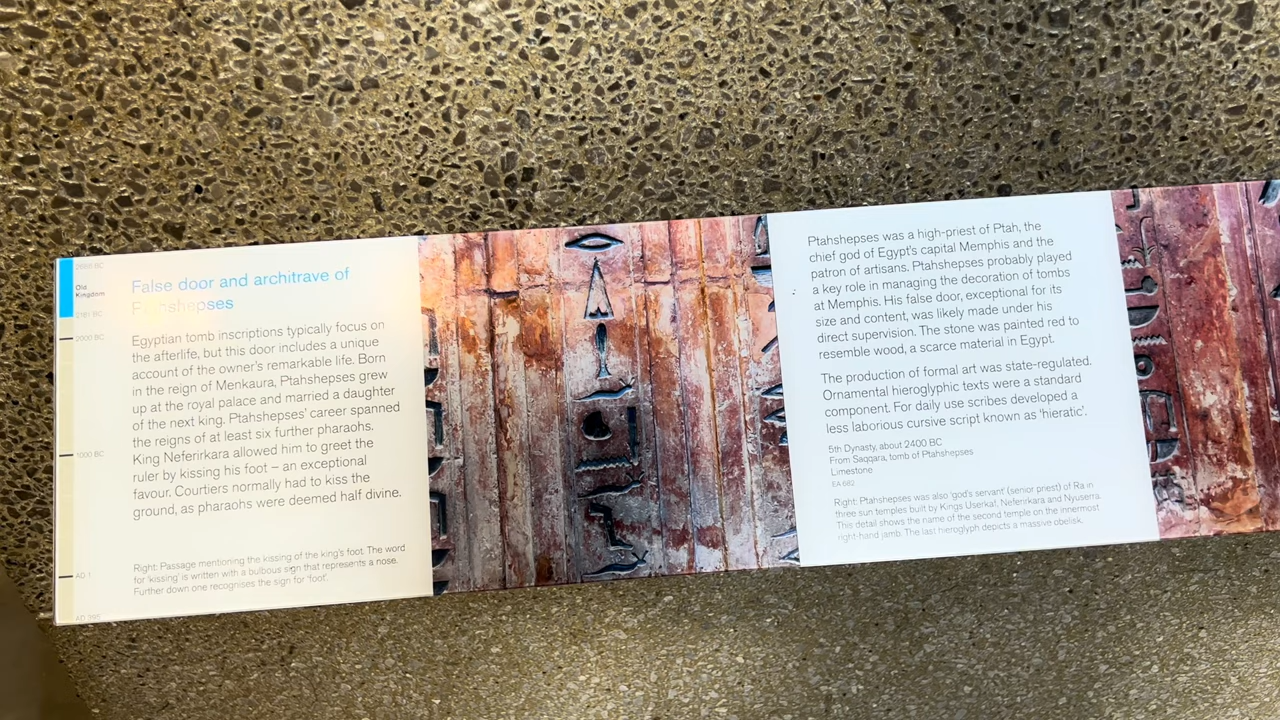 2686 BC
Old
Kingdom
2181 BC
2000 BC
1000 BC
AD 1
AD 395
False door and architrave of
Ptahshepses
Egyptian tomb inscriptions typically focus on
the afterlife, but this door includes a unique
account of the owner's remarkable life. Born
in the reign of Menkaura, Ptahshepses grew
up at the royal palace and married a daughter
of the next king. Ptahshepses' career spanned
the reigns of at least six further pharaohs.
King Neferirkara allowed him to greet the
ruler by kissing his foot – an exceptional
favour. Courtiers normally had to kiss the
ground, as pharaohs were deemed half divine.
Right: Passage mentioning the kissing of the king's foot. The word
for 'kissing' is written with a bulbous sign that represents a nose.
Further down one recognises the sign for 'foot'.
Ptahshepses was a high-priest of Ptah, the
chief god of Egypt's capital Memphis and the
patron of artisans. Ptahshepses probably played
a key role in managing the decoration of tombs
at Memphis. His false door, exceptional for its
size and content, was likely made under his
direct supervision. The stone was painted red to
resemble wood, a scarce material in Egypt.
The production of formal art was state-regulated.
Ornamental hieroglyphic texts were a standard
component. For daily use scribes developed a
less laborious cursive script known as 'hieratic'.
5th Dynasty, about 2400 BC
From Saqqara, tomb of Ptahshepses
Limestone
EA 682
Right: Ptahshepses was also 'god's servant' (senior priest) of Ra in
three sun temples built by Kings Userkaf, Neferirkara and Nyuserra.
This detail shows the name of the second temple on the innermost
right-hand jamb. The last hieroglyph depicts a massive obelisk.